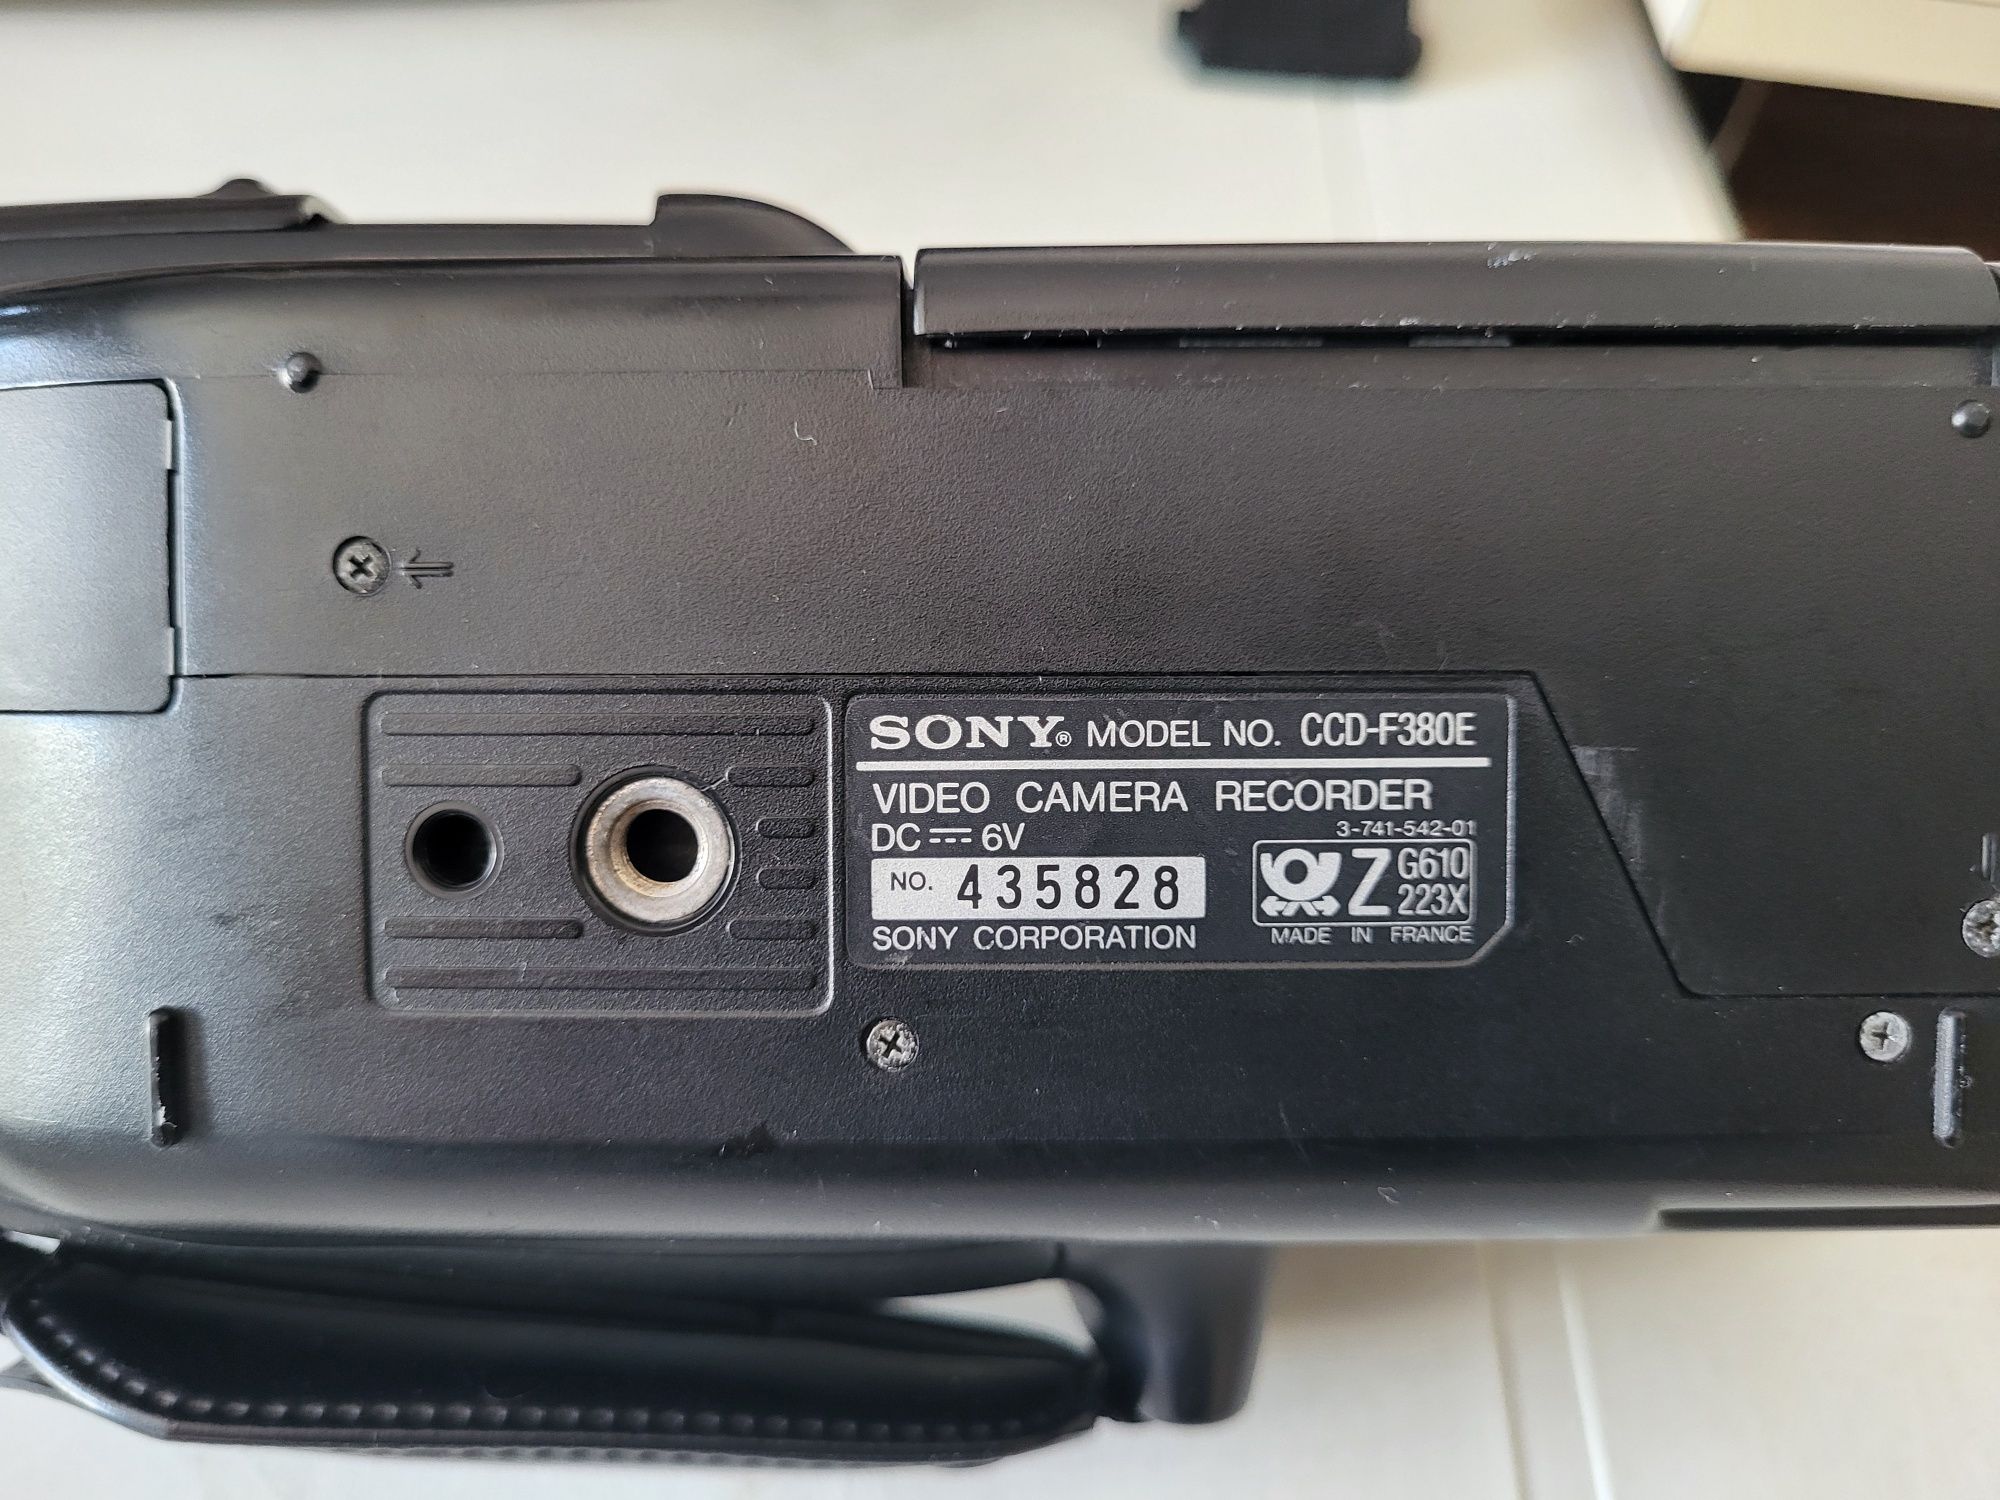 SONY® MODEL NO. CCD-F380E
VIDEO CAMERA RECORDER
DC ⎓ 6V
3-741-542-01
NO. 435828
Z G610
223X
SONY CORPORATION
MADE IN FRANCE